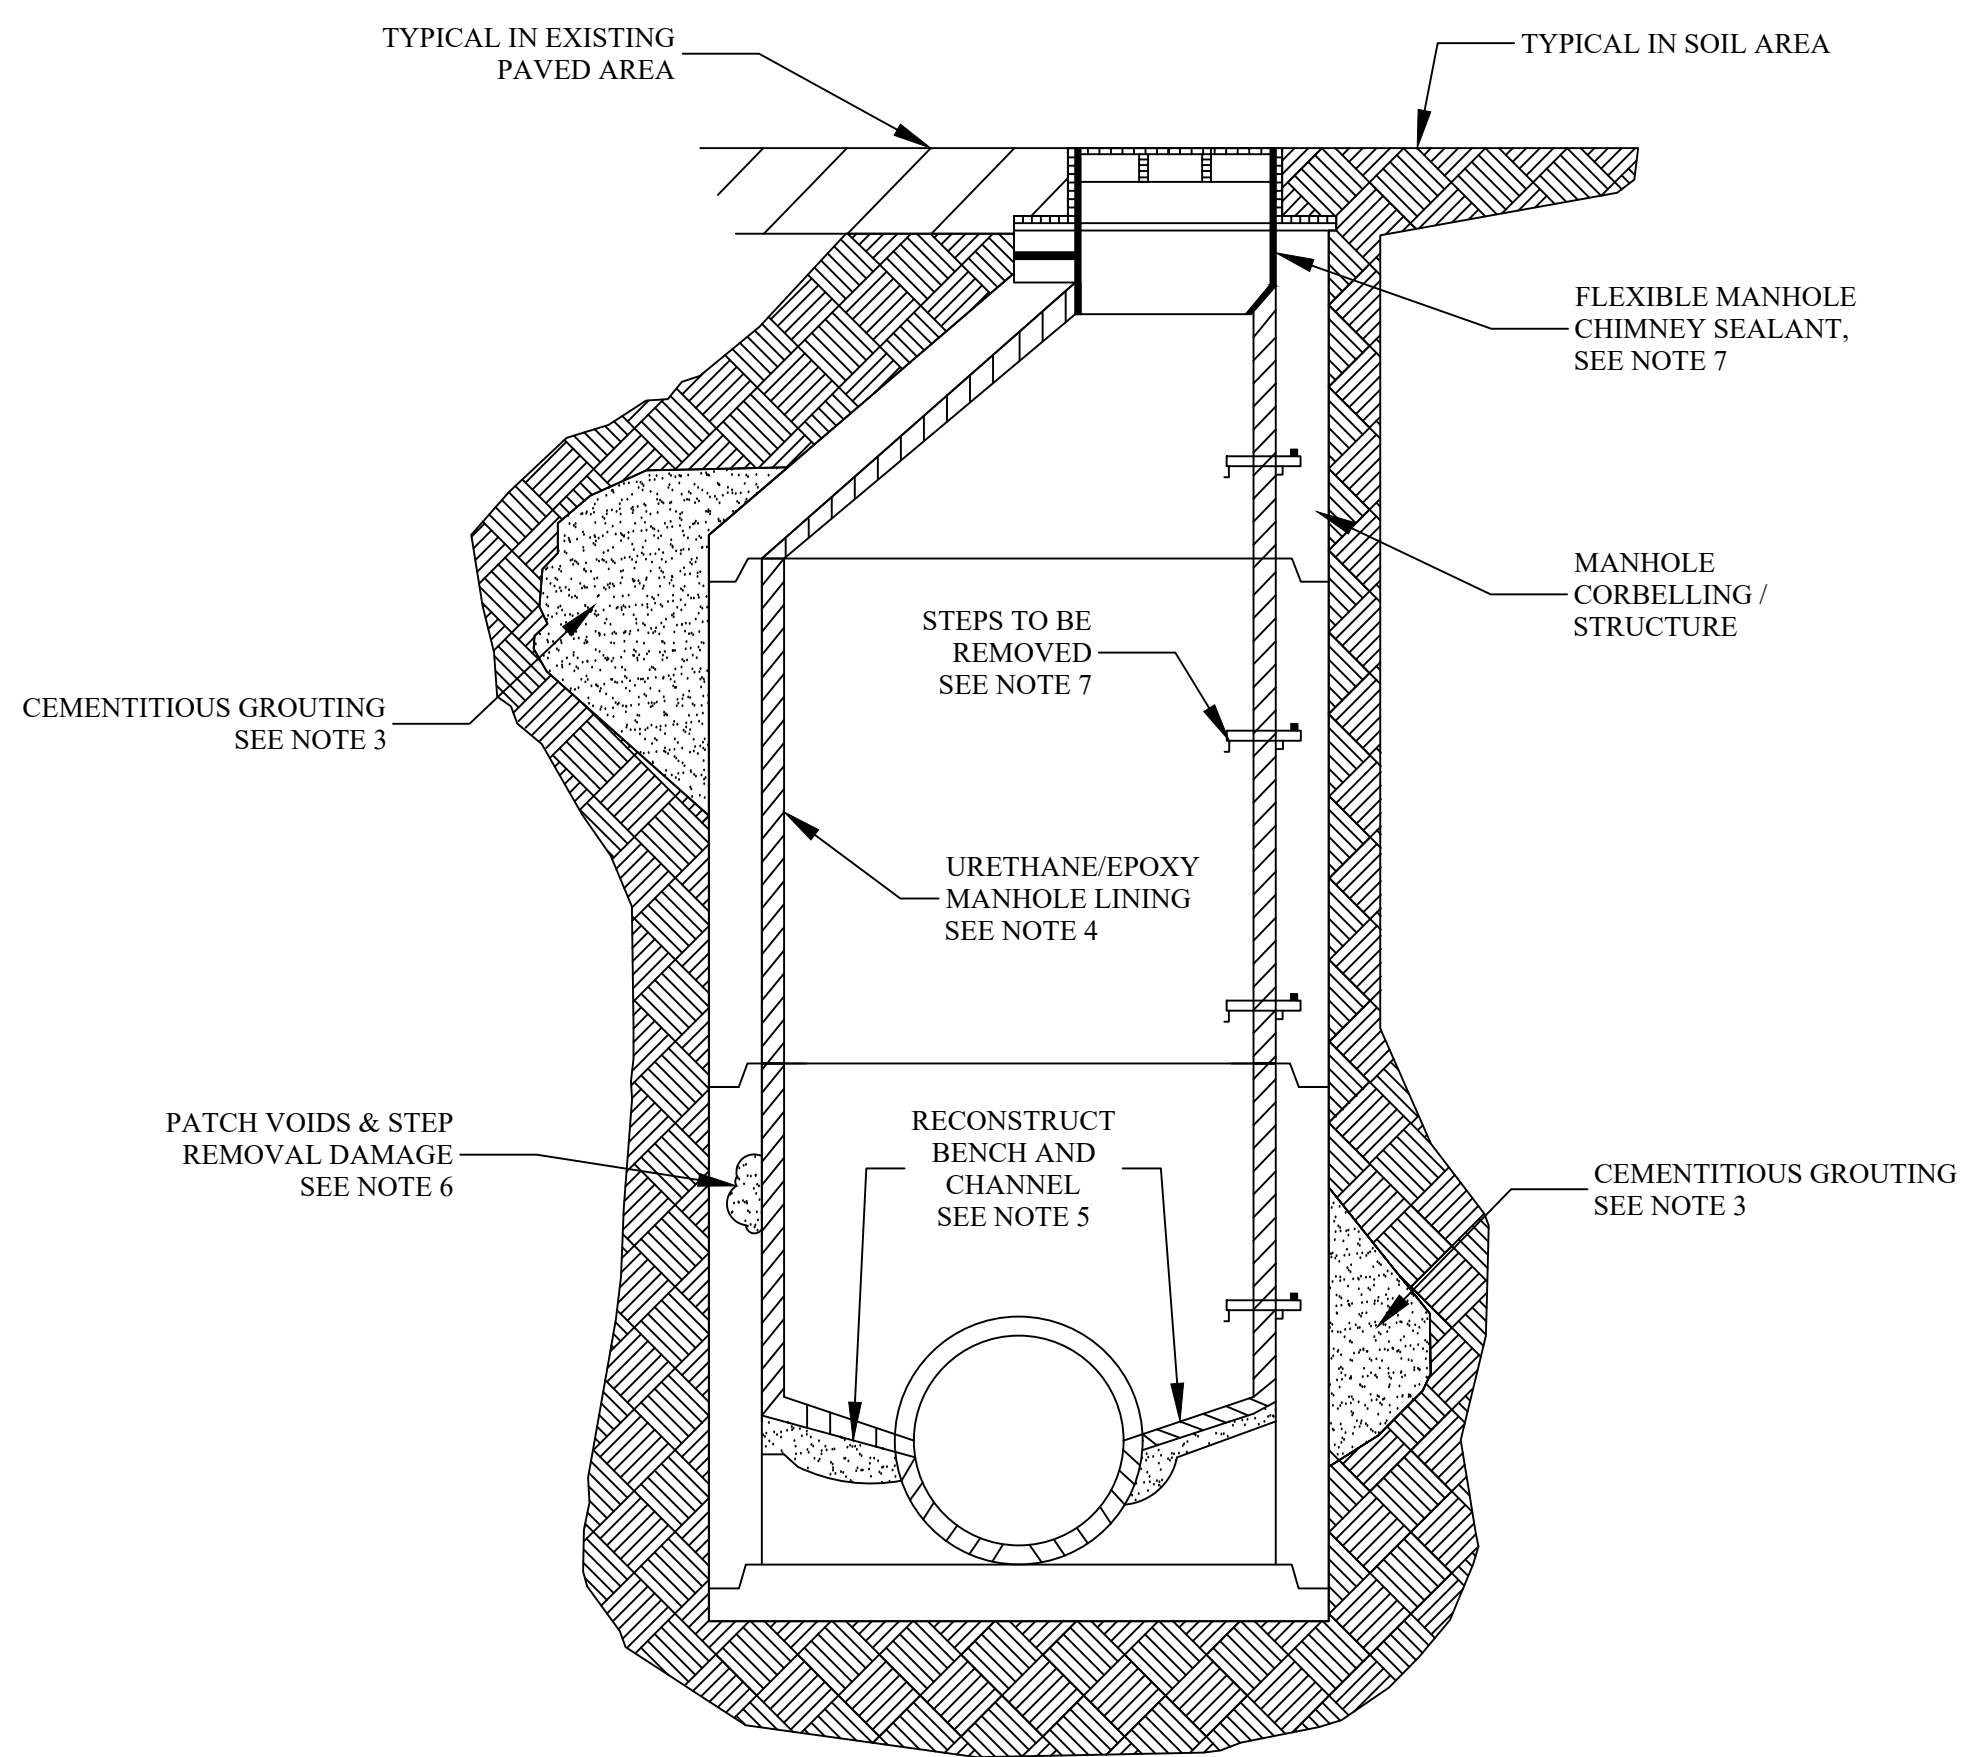 TYPICAL IN EXISTING
PAVED AREA
TYPICAL IN SOIL AREA
FLEXIBLE MANHOLE
CHIMNEY SEALANT,
SEE NOTE 7
MANHOLE
CORBELLING /
STRUCTURE
STEPS TO BE
REMOVED
SEE NOTE 7
CEMENTITIOUS GROUTING
SEE NOTE 3
URETHANE/EPOXY
MANHOLE LINING
SEE NOTE 4
PATCH VOIDS & STEP
REMOVAL DAMAGE
SEE NOTE 6
RECONSTRUCT
BENCH AND
CHANNEL
SEE NOTE 5
CEMENTITIOUS GROUTING
SEE NOTE 3